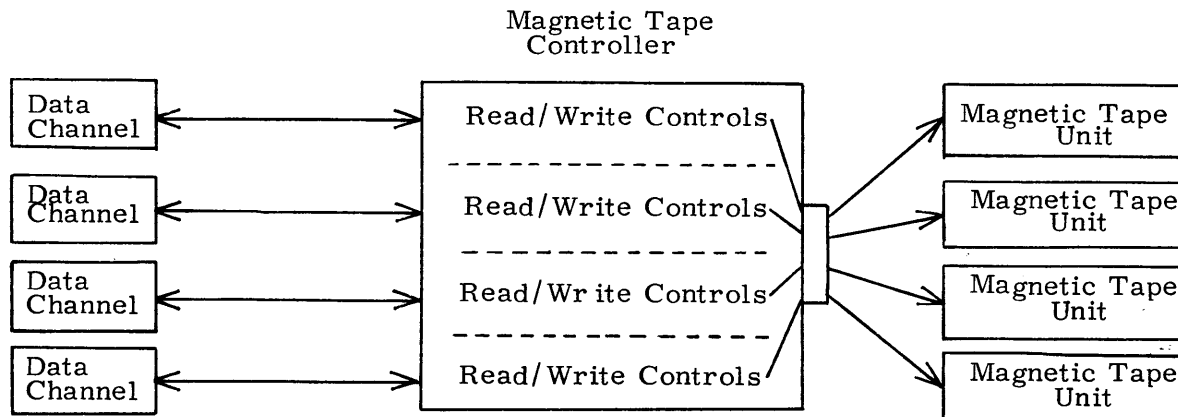 Magnetic Tape
Controller
Data
Channel
Data
Channel
Data
Channel
Data
Channel
Read/Write Controls
Read/Write Controls
Read/Write Controls
Read/Write Controls
Magnetic Tape
Unit
Magnetic Tape
Unit
Magnetic Tape
Unit
Magnetic Tape
Unit